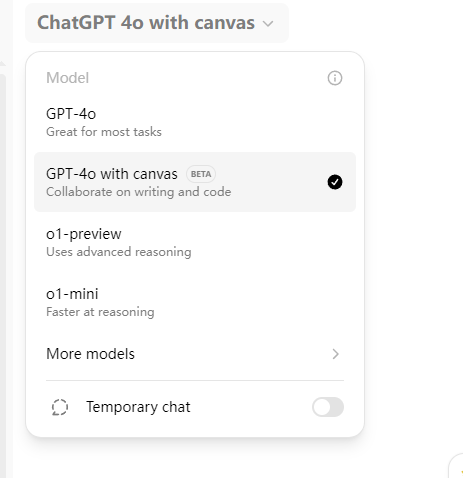 ChatGPT 4o with canvas
Model
GPT-4o
Great for most tasks
GPT-4o with canvas BETA
Collaborate on writing and code
o1-preview
Uses advanced reasoning
o1-mini
Faster at reasoning
More models
Temporary chat